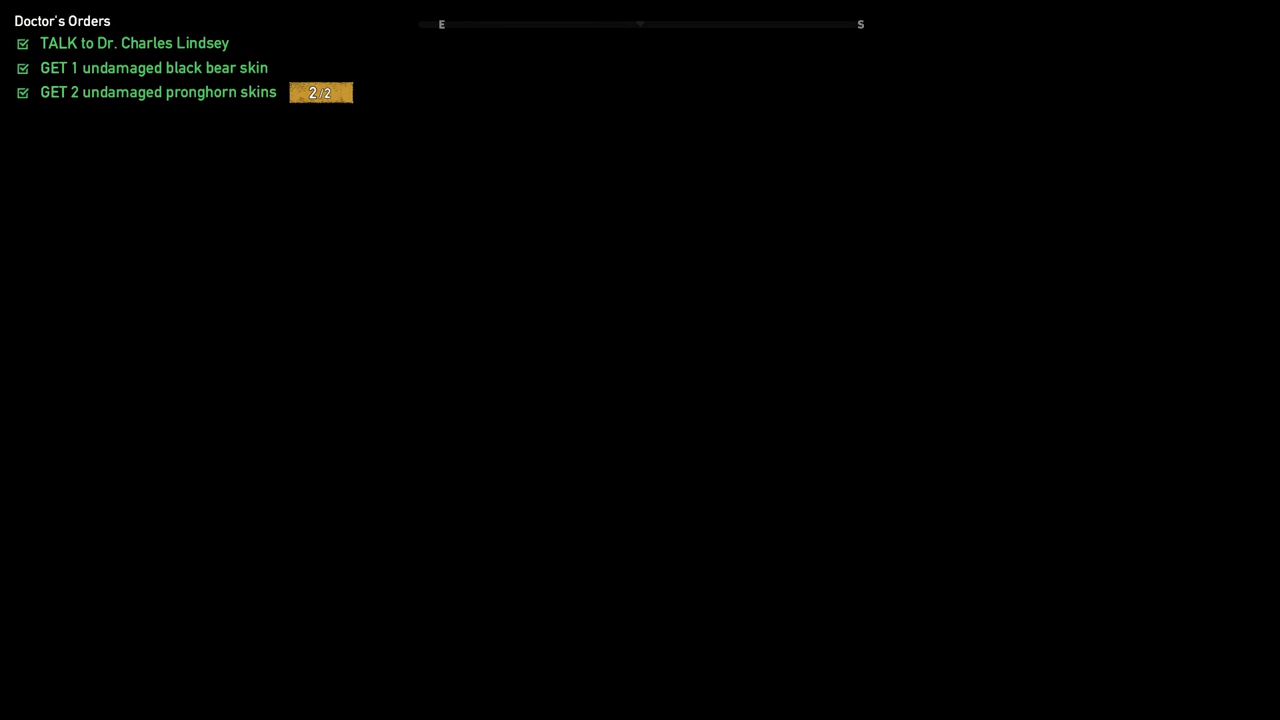 Doctor's Orders
E S
TALK to Dr. Charles Lindsey
GET 1 undamaged black bear skin
GET 2 undamaged pronghorn skins 2/2